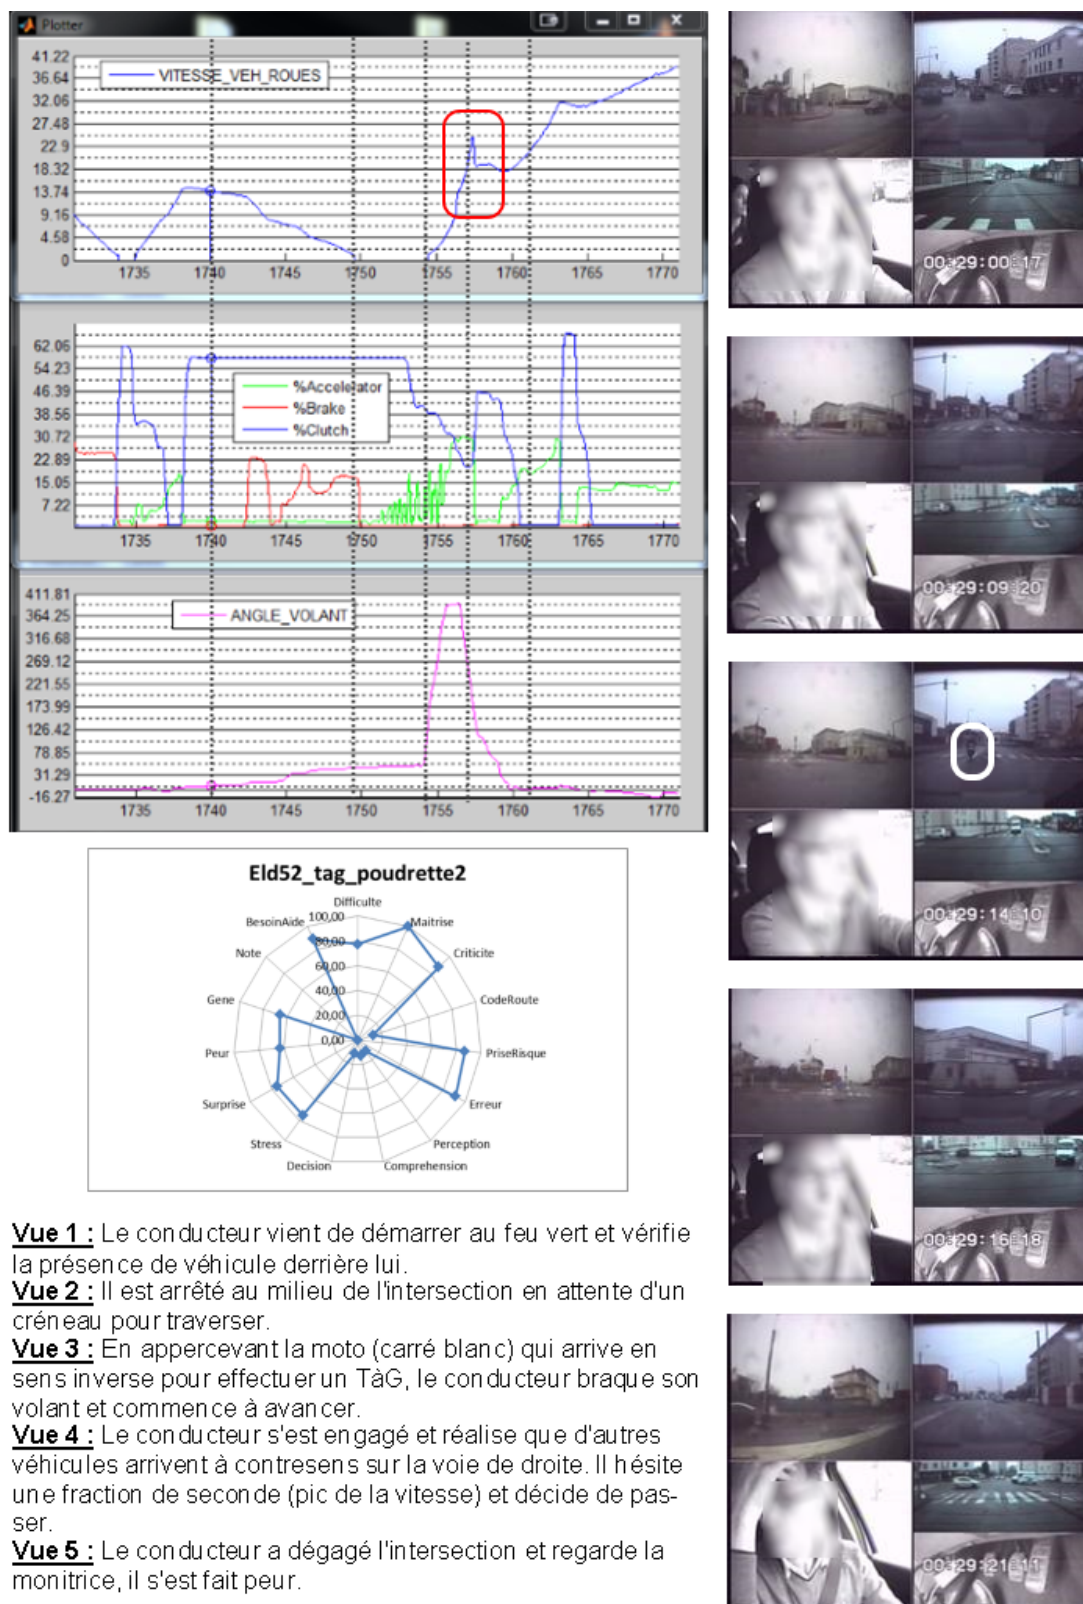 Plotter
41.22
36.64
32.06
27.48
22.9
18.32
13.74
9.16
4.58
0
VITESSE_VEH_ROUES
1735 1740 1745 1750 1755 1760 1765 1770
62.06
54.23
46.39
38.56
30.72
22.89
15.05
7.22
%Accelerator
%Brake
%Clutch
1735 1740 1745 1750 1755 1760 1765 1770
411.81
364.25
316.68
269.12
221.55
173.99
126.42
78.85
31.29
-16.27
ANGLE_VOLANT
1735 1740 1745 1750 1755 1760 1765 1770
Eld52_tag_poudrette2
Difficulte
Maitrise
Criticite
CodeRoute
PriseRisque
Erreur
Perception
Comprehension
Decision
Stress
Surprise
Peur
Gene
Note
BesoinAide
100,00
80,00
60,00
40,00
20,00
0,00
Vue 1 : Le conducteur vient de démarrer au feu vert et vérifie
la présence de véhicule derrière lui.
Vue 2 : Il est arrêté au milieu de l'intersection en attente d'un
créneau pour traverser.
Vue 3 : En appercevant la moto (carré blanc) qui arrive en
sens inverse pour effectuer un TàG, le conducteur braque son
volant et commence à avancer.
Vue 4 : Le conducteur s'est engagé et réalise que d'autres
véhicules arrivent à contresens sur la voie de droite. Il hésite
une fraction de seconde (pic de la vitesse) et décide de pas-
ser.
Vue 5 : Le conducteur a dégagé l'intersection et regarde la
monitrice, il s'est fait peur.
00:29:00:17
00:29:09:20
00:29:14:10
00:29:16:18
00:29:21:11